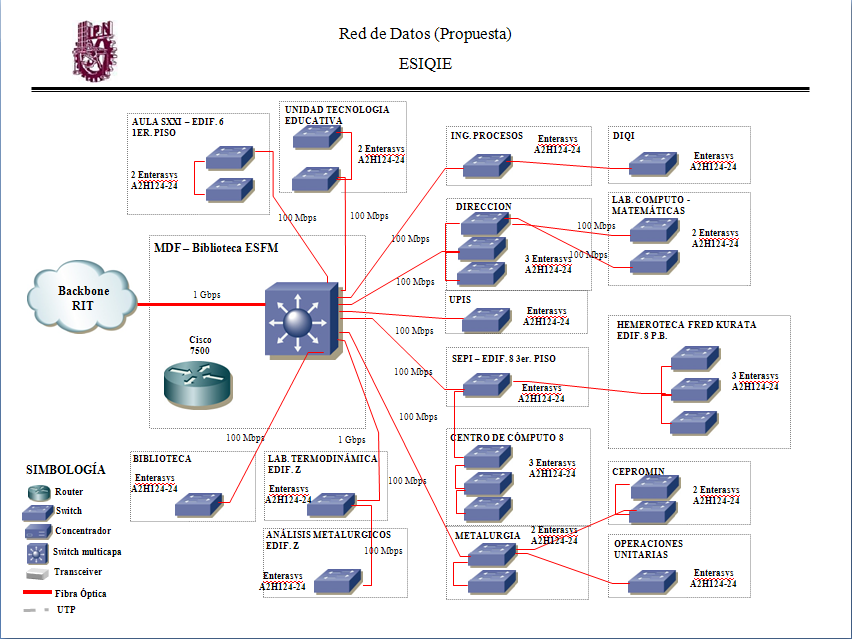 IPN
Red de Datos (Propuesta)
ESIQIE
AULA SXXI – EDIF. 6
1ER. PISO
2 Enterasys
A2H124-24
UNIDAD TECNOLOGIA
EDUCATIVA
2 Enterasys
A2H124-24
100 Mbps
100 Mbps
ING. PROCESOS
Enterasys
A2H124-24
DIQI
Enterasys
A2H124-24
DIRECCION
3 Enterasys
A2H124-24
100 Mbps
100 Mbps
LAB. COMPUTO -
MATEMÁTICAS
2 Enterasys
A2H124-24
100 Mbps
100 Mbps
MDF – Biblioteca ESFM
Backbone
RIT
1 Gbps
Cisco
7500
UPIS
Enterasys
A2H124-24
100 Mbps
HEMEROTECA FRED KURATA
EDIF. 8 P.B.
3 Enterasys
A2H124-24
SEPI – EDIF. 8 3er. PISO
Enterasys
A2H124-24
100 Mbps
100 Mbps
CENTRO DE CÓMPUTO 8
3 Enterasys
A2H124-24
100 Mbps
1 Gbps
BIBLIOTECA
Enterasys
A2H124-24
LAB. TERMODINÁMICA
EDIF. Z
Enterasys
A2H124-24
100 Mbps
CEPROMIN
2 Enterasys
A2H124-24
METALURGIA
2 Enterasys
A2H124-24
ANÁLISIS METALURGICOS
EDIF. Z
100 Mbps
Enterasys
A2H124-24
OPERACIONES
UNITARIAS
Enterasys
A2H124-24
SIMBOLOGÍA
Router
Switch
Concentrador
Switch multicapa
Transceiver
Fibra Óptica
UTP